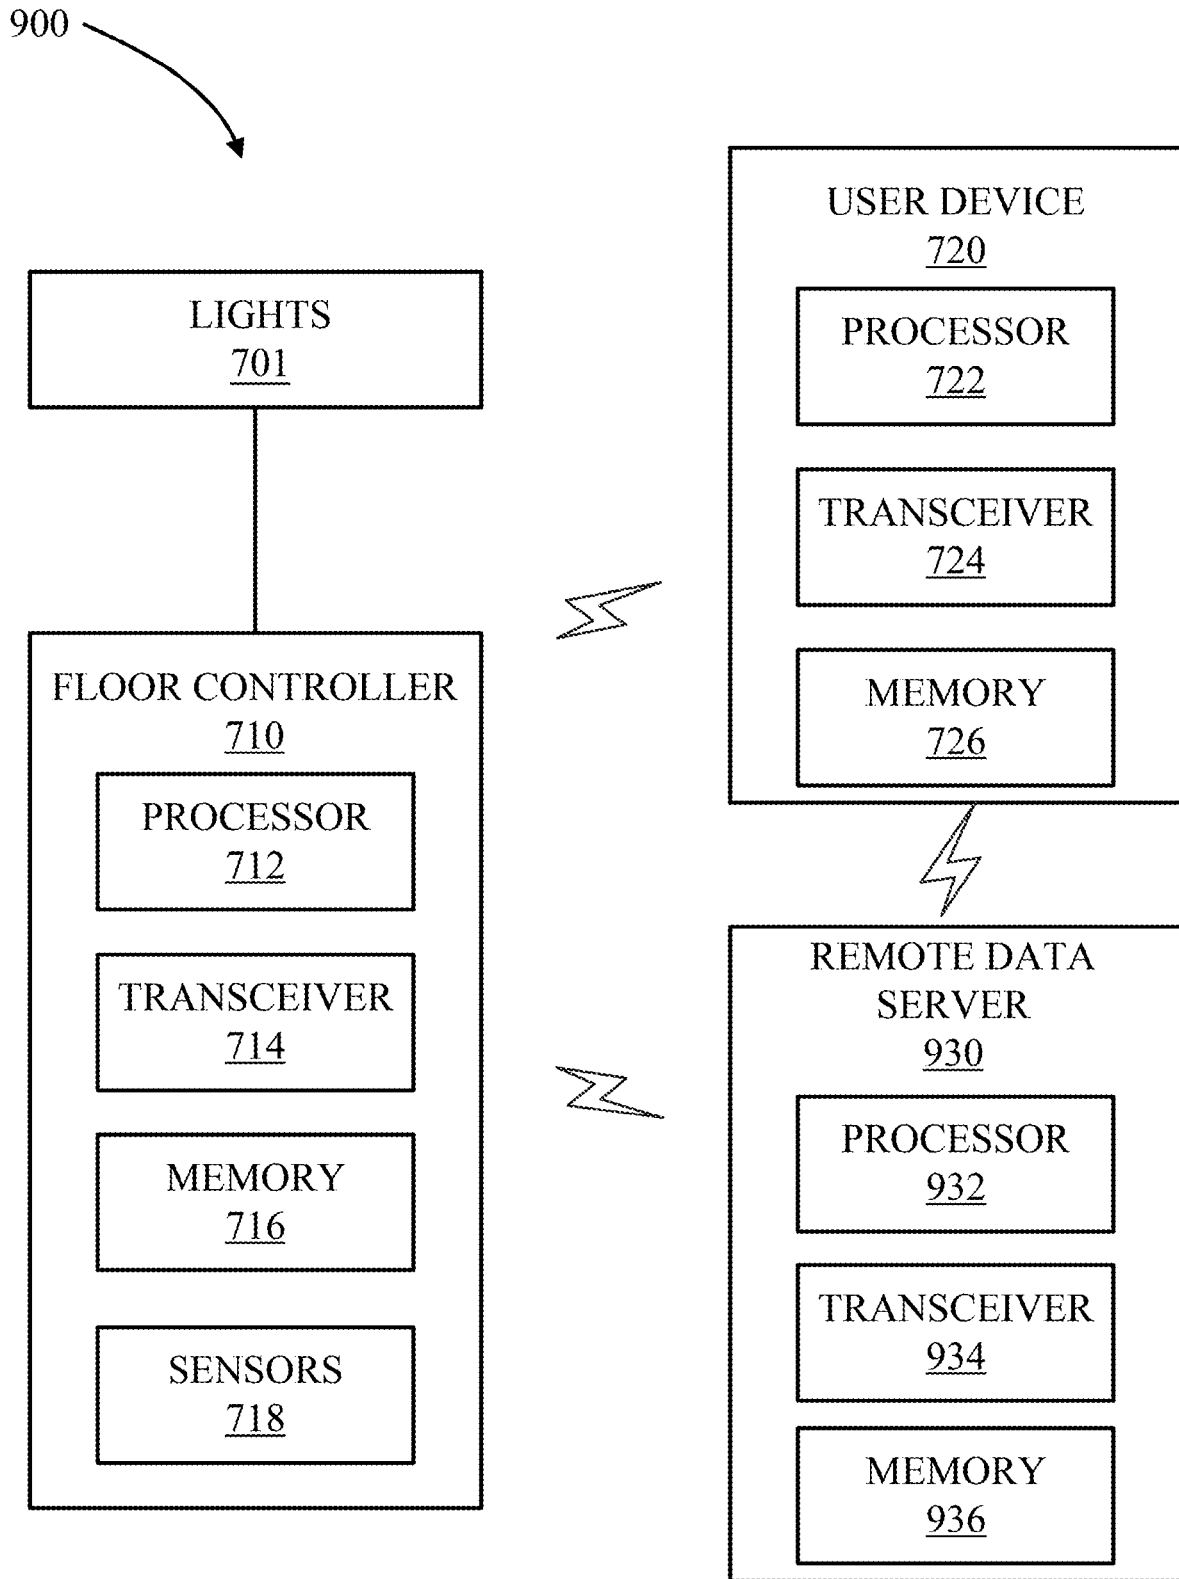 900
LIGHTS
701
FLOOR CONTROLLER
710
PROCESSOR
712
TRANSCEIVER
714
MEMORY
716
SENSORS
718
USER DEVICE
720
PROCESSOR
722
TRANSCEIVER
724
MEMORY
726
REMOTE DATA
SERVER
930
PROCESSOR
932
TRANSCEIVER
934
MEMORY
936